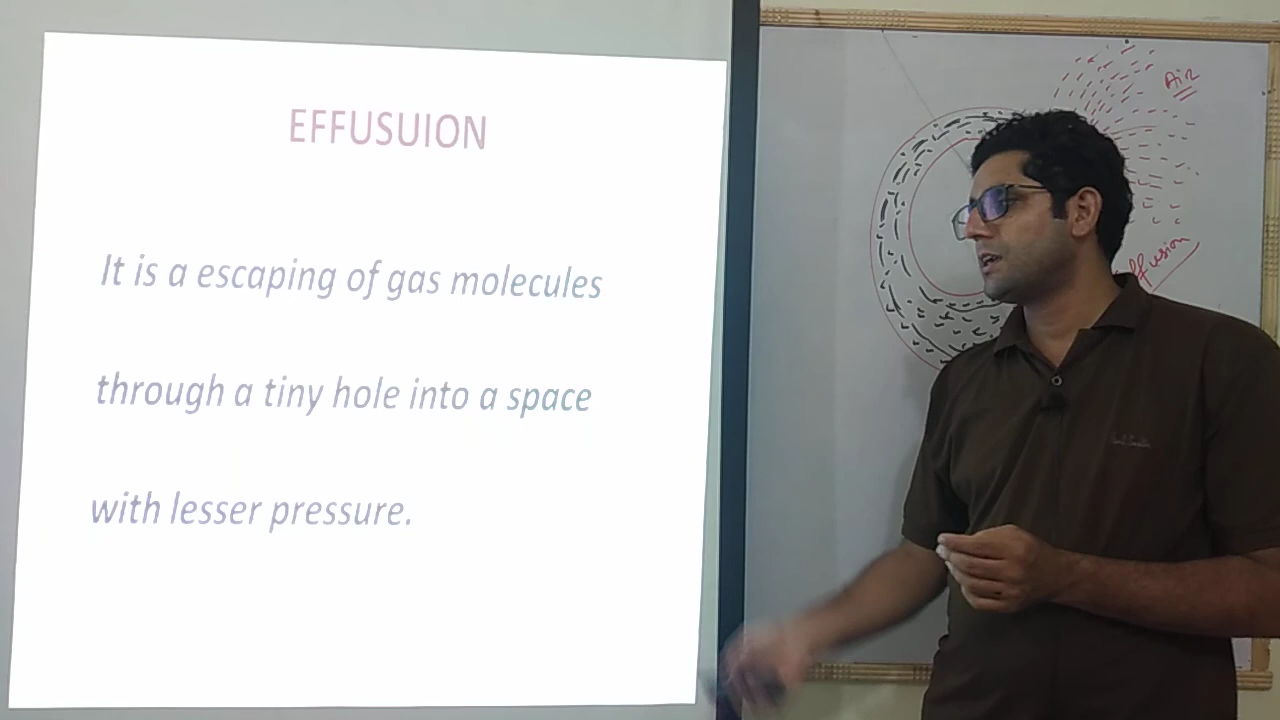 EFFUSUION
It is a escaping of gas molecules
through a tiny hole into a space
with lesser pressure.
Air